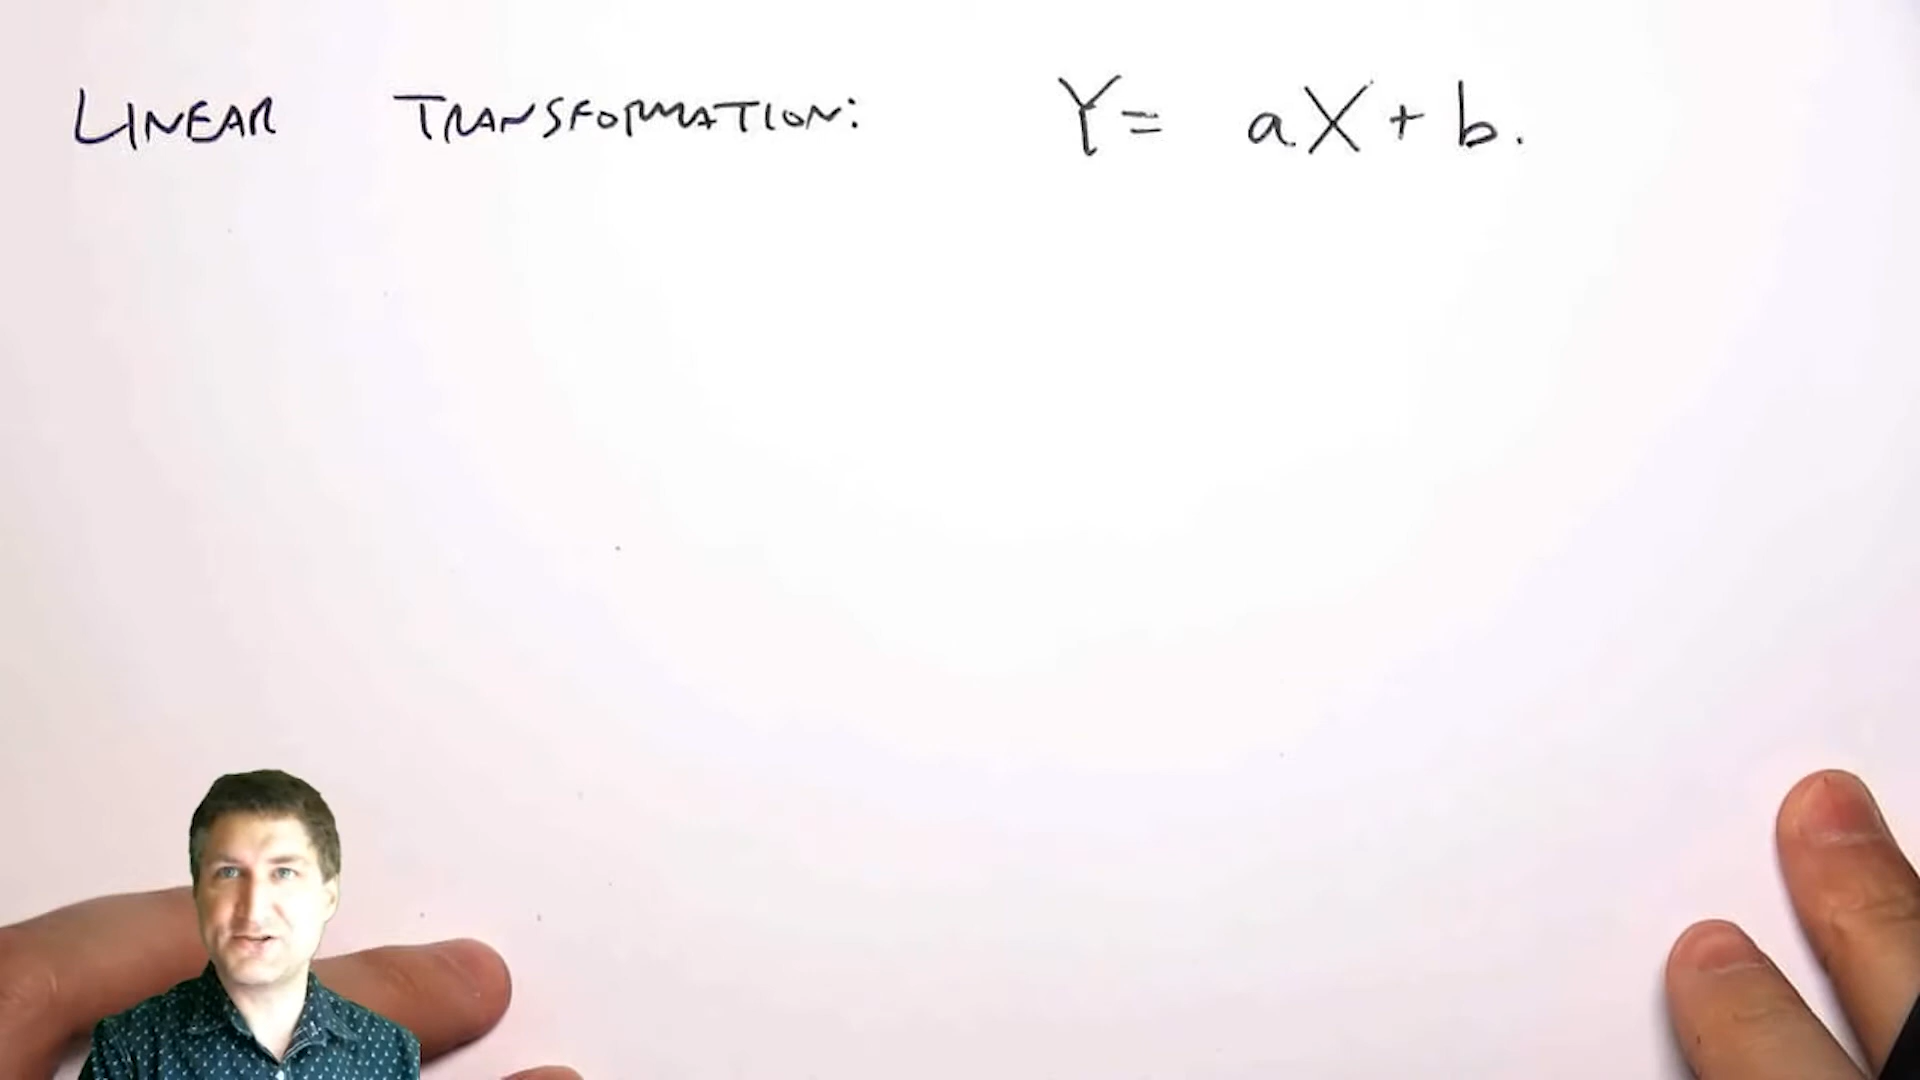 LINEAR TRANSFORMATION: Y = aX + b.